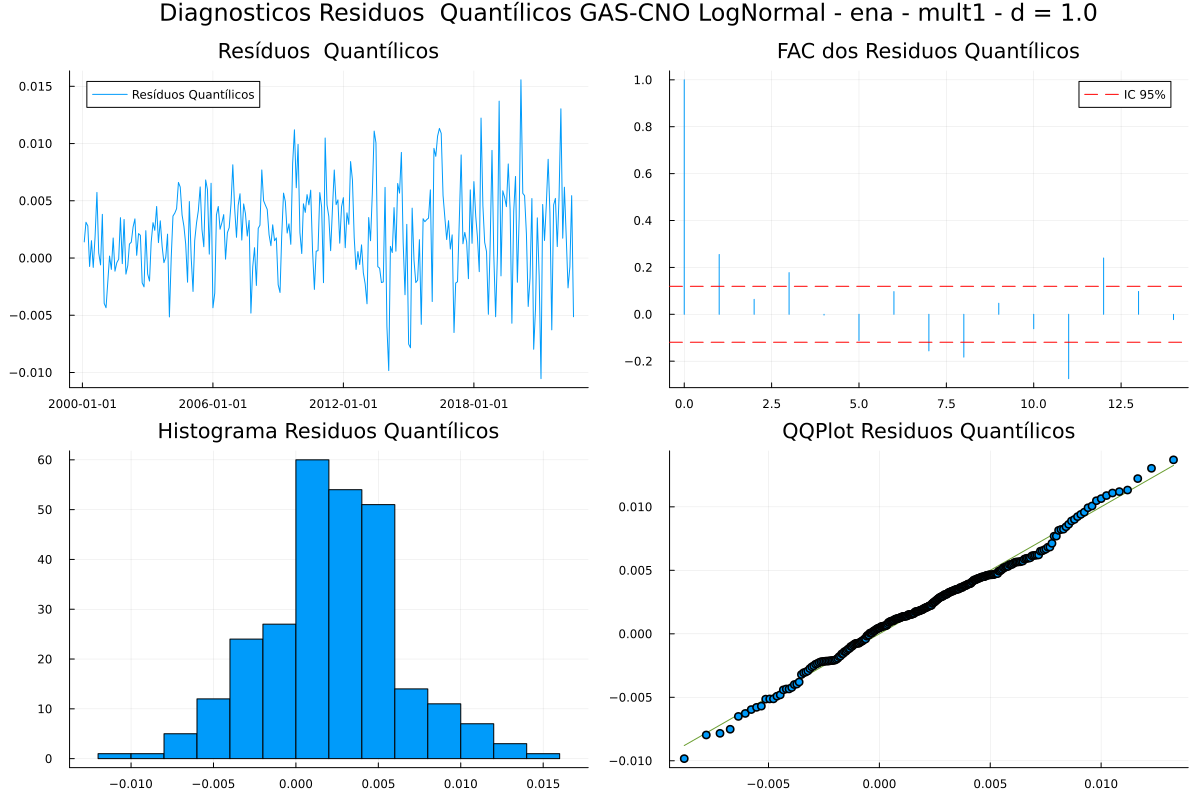 Diagnosticos Residuos  Quantílicos GAS-CNO LogNormal - ena - mult1 - d = 1.0
Resíduos  Quantílicos
0.015
0.010
0.005
0.000
−0.005
−0.010
Resíduos Quantílicos
2000-01-01 2006-01-01 2012-01-01 2018-01-01
FAC dos Residuos Quantílicos
1.0
0.8
0.6
0.4
0.2
0.0
−0.2
IC 95%
0.0 2.5 5.0 7.5 10.0 12.5
Histograma Residuos Quantílicos
60
50
40
30
20
10
0
−0.010 −0.005 0.000 0.005 0.010 0.015
QQPlot Residuos Quantílicos
0.010
0.005
0.000
−0.005
−0.010
−0.005 0.000 0.005 0.010